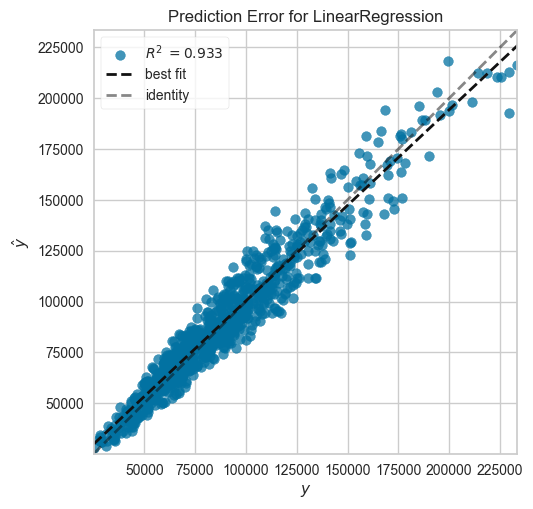 Prediction Error for LinearRegression
R² = 0.933
best fit
identity
225000
200000
175000
150000
125000
100000
75000
50000
ŷ
50000 75000 100000 125000 150000 175000 200000 225000
y